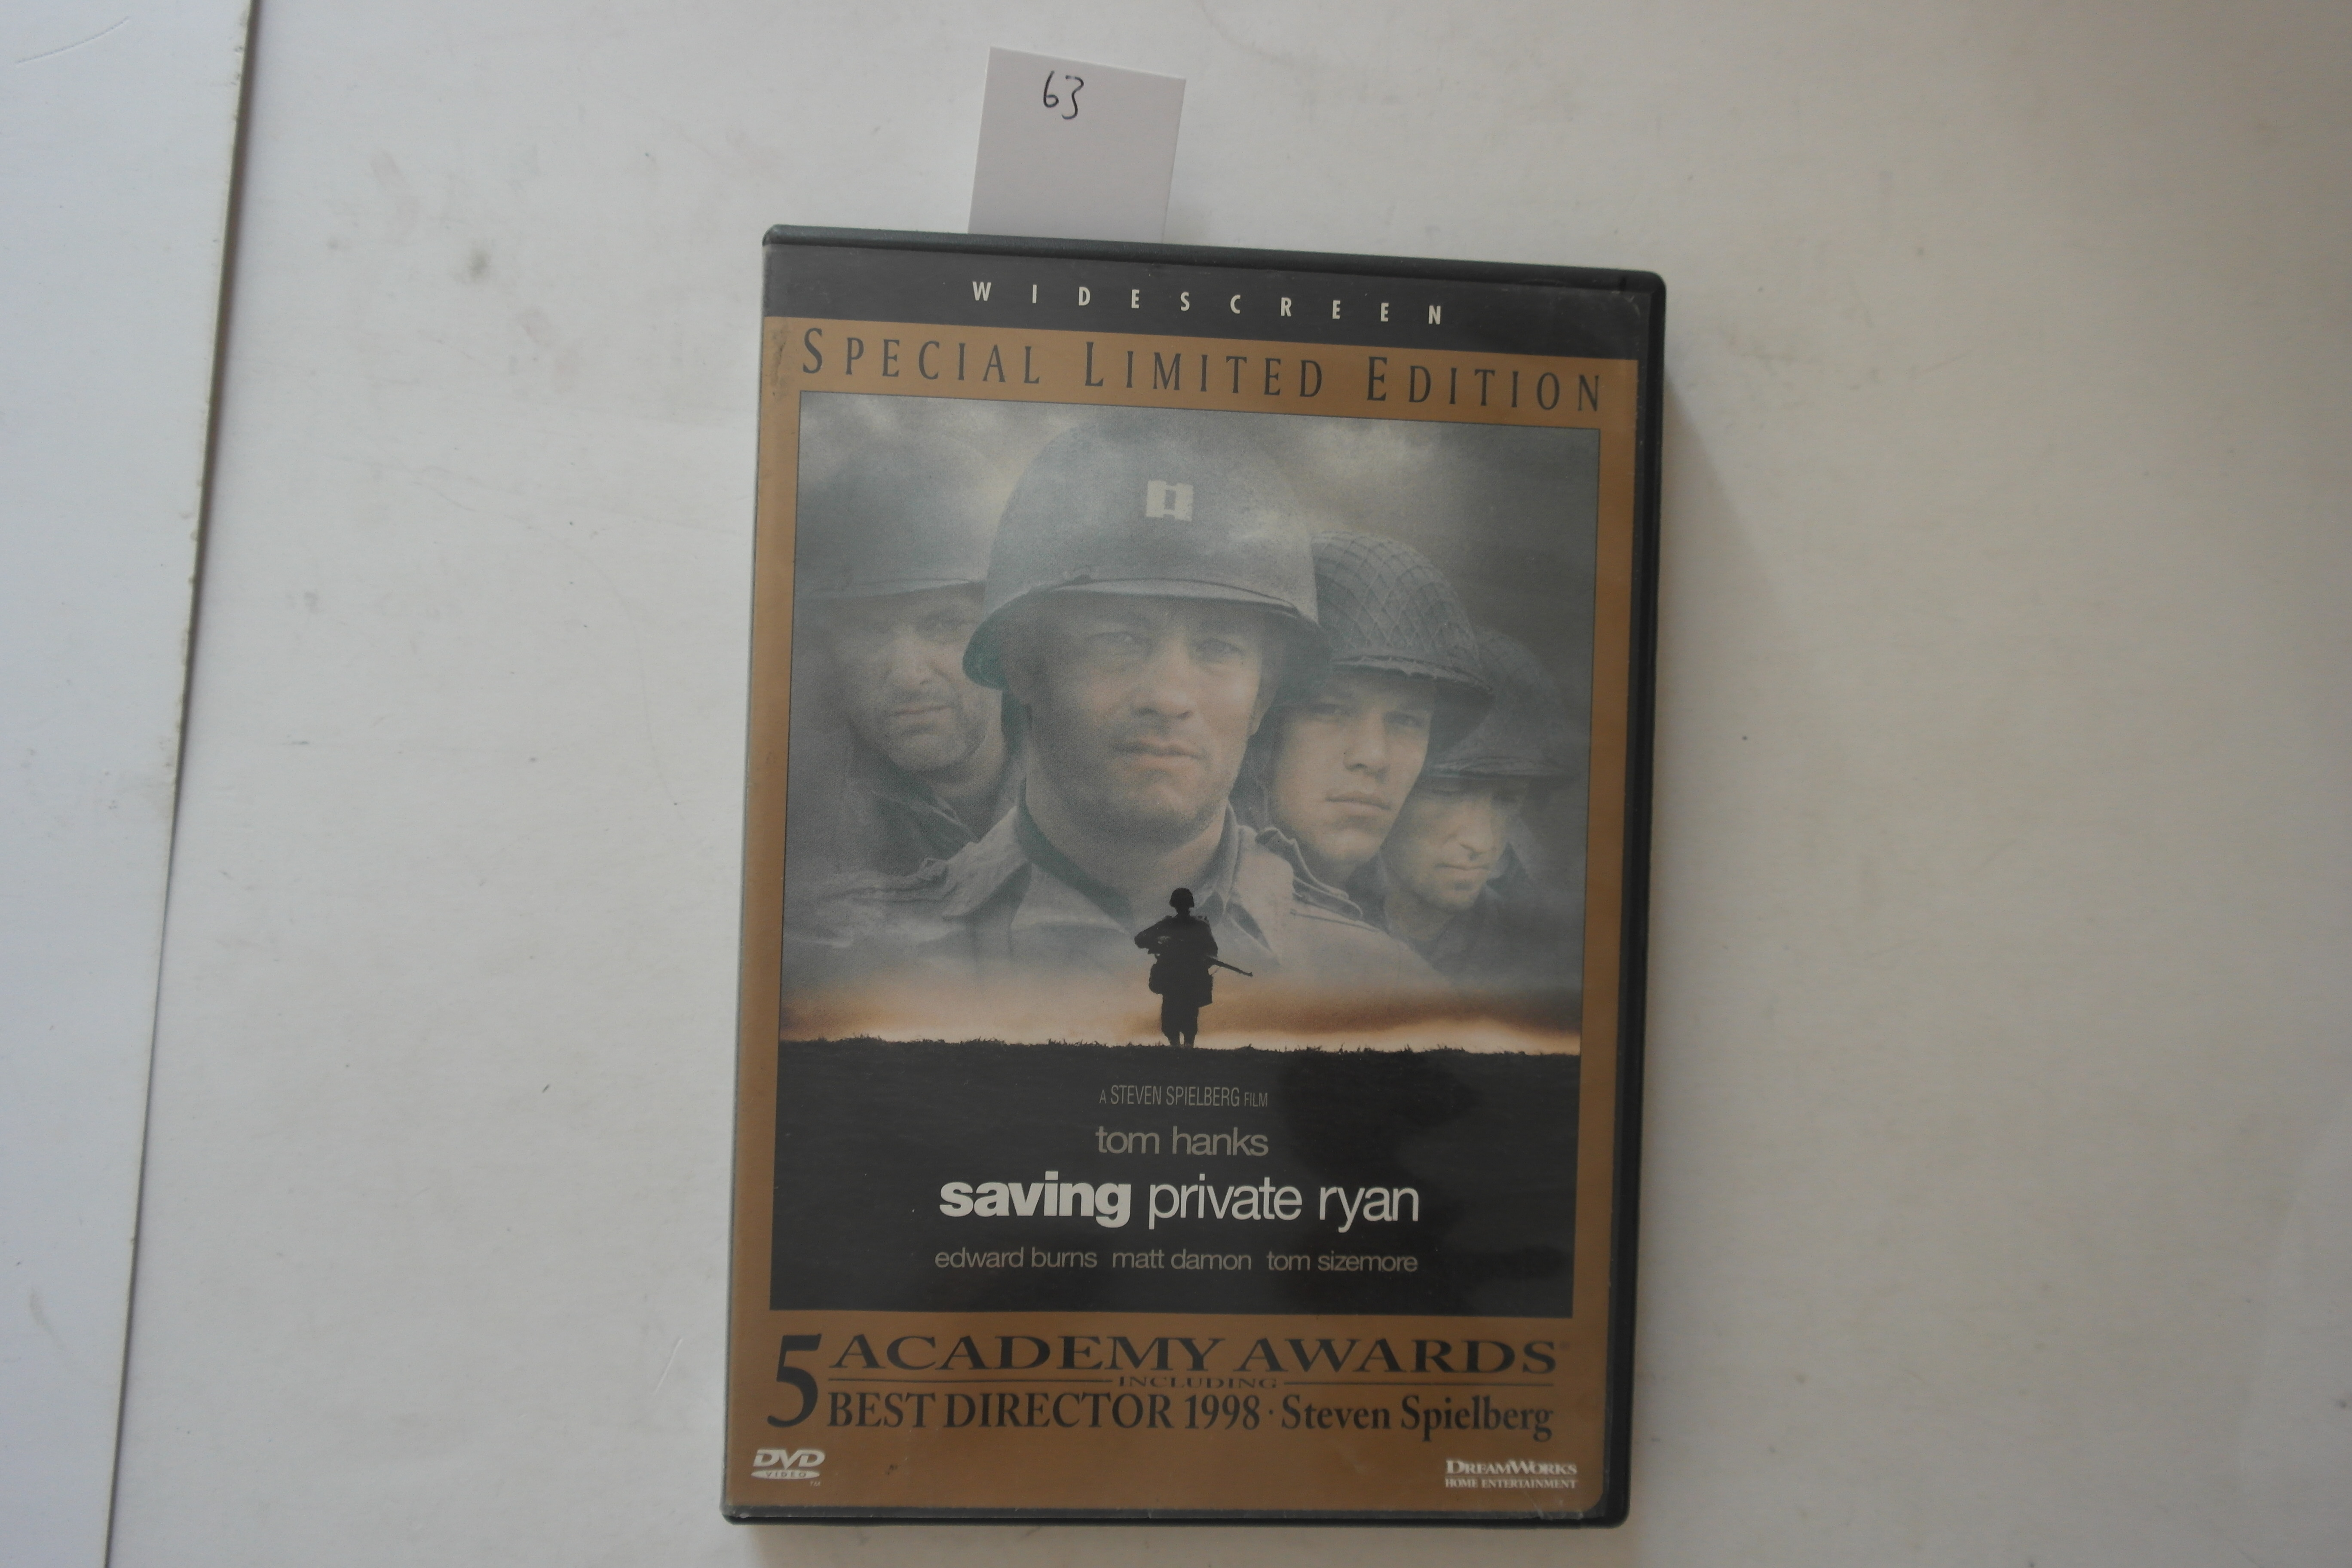 63
WIDESCREEN
SPECIAL LIMITED EDITION
A STEVEN SPIELBERG FILM
tom hanks
saving private ryan
edward burns matt damon tom sizemore
5 ACADEMY AWARDS®
INCLUDING
BEST DIRECTOR 1998 · Steven Spielberg
DVD
VIDEO
TM
DREAMWORKS
HOME ENTERTAINMENT